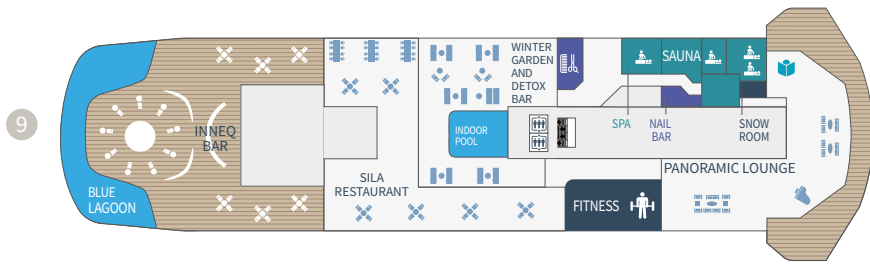 9
BLUE
LAGOON
INNEQ
BAR
SILA
RESTAURANT
INDOOR
POOL
WINTER
GARDEN
AND
DETOX
BAR
SAUNA
SPA
NAIL
BAR
SNOW
ROOM
PANORAMIC LOUNGE
FITNESS